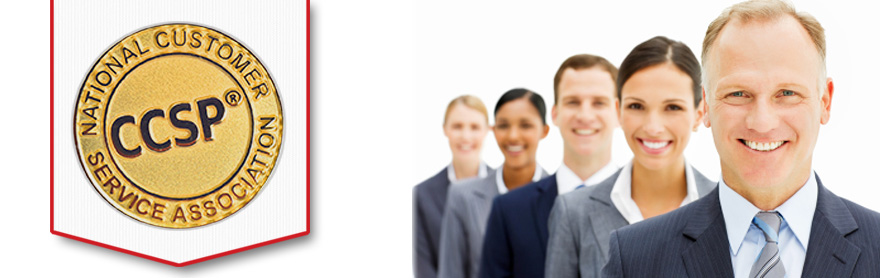 NATIONAL CUSTOMER
CCSP®
SERVICE ASSOCIATION